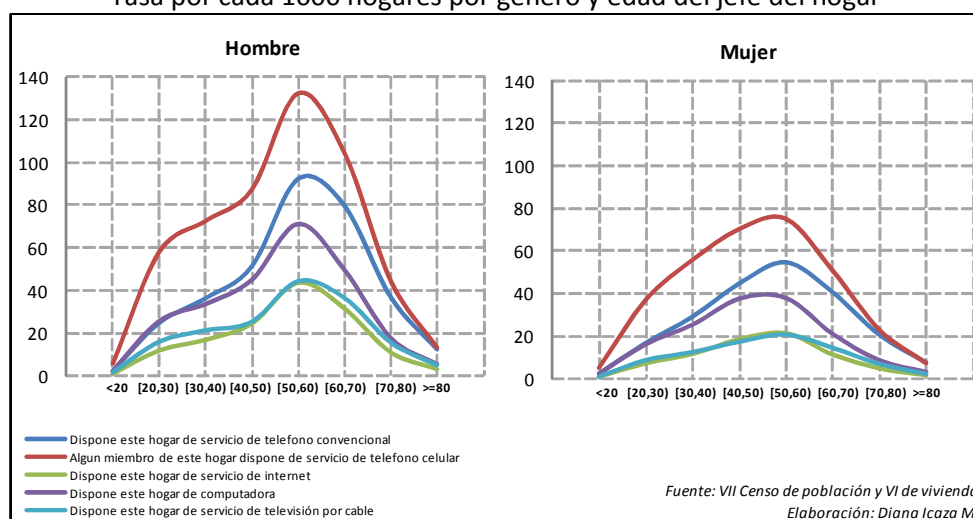 Tasa por cada 1000 hogares por género y edad del jefe del hogar
Hombre
140
120
100
80
60
40
20
0
<20 [20,30) [30,40) [40,50) [50,60) [60,70) [70,80) >=80
Mujer
140
120
100
80
60
40
20
0
<20 [20,30) [30,40) [40,50) [50,60) [60,70) [70,80) >=80
Dispone este hogar de servicio de telefono convencional
Algun miembro de este hogar dispone de servicio de telefono celular
Dispone este hogar de servicio de internet
Dispone este hogar de computadora
Dispone este hogar de servicio de televisión por cable
Fuente: VII Censo de población y VI de vivienda
Elaboración: Diana Icaza M